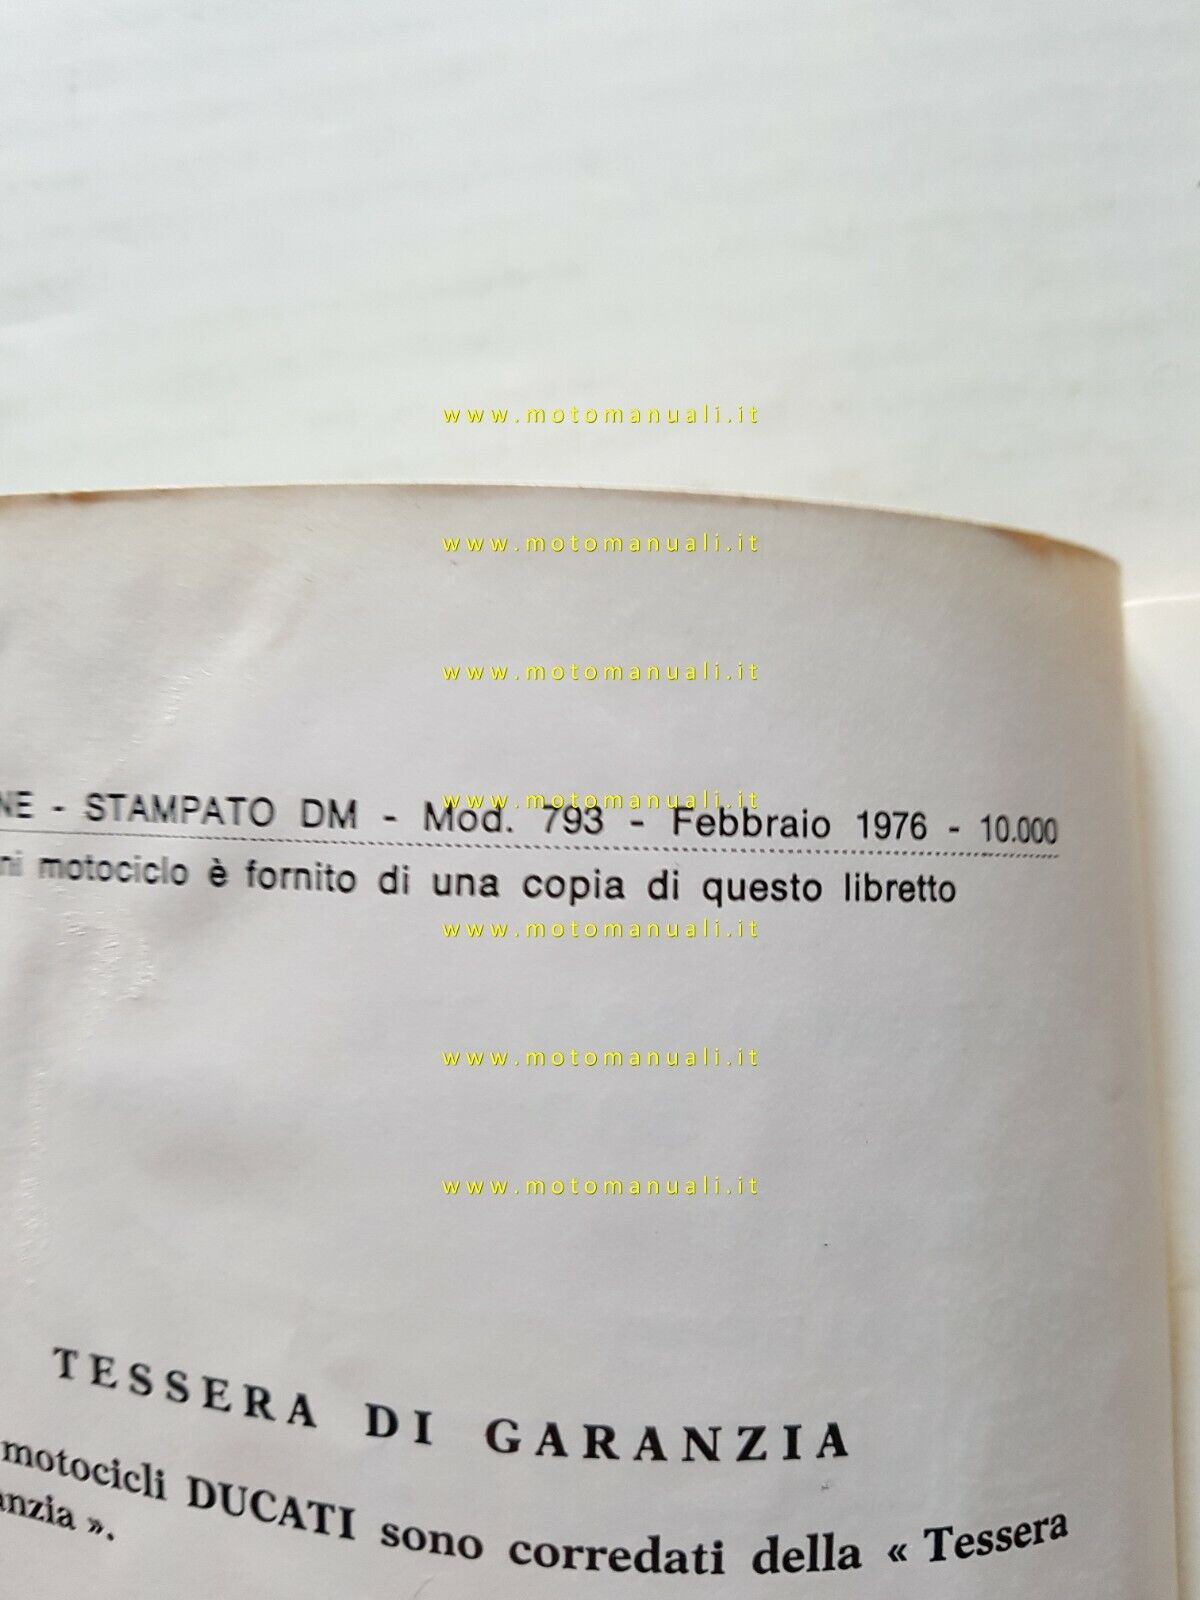 www.motomanuali.it
www.motomanuali.it
www.motomanuali.it
www.motomanuali.it
NE - STAMPATO DM - Mod. 793 - Febbraio 1976 - 10.000
ni motociclo è fornito di una copia di questo libretto
www.motomanuali.it
www.motomanuali.it
www.motomanuali.it
TESSERA DI GARANZIA
motocicli DUCATI sono corredati della « Tessera
anzia ».